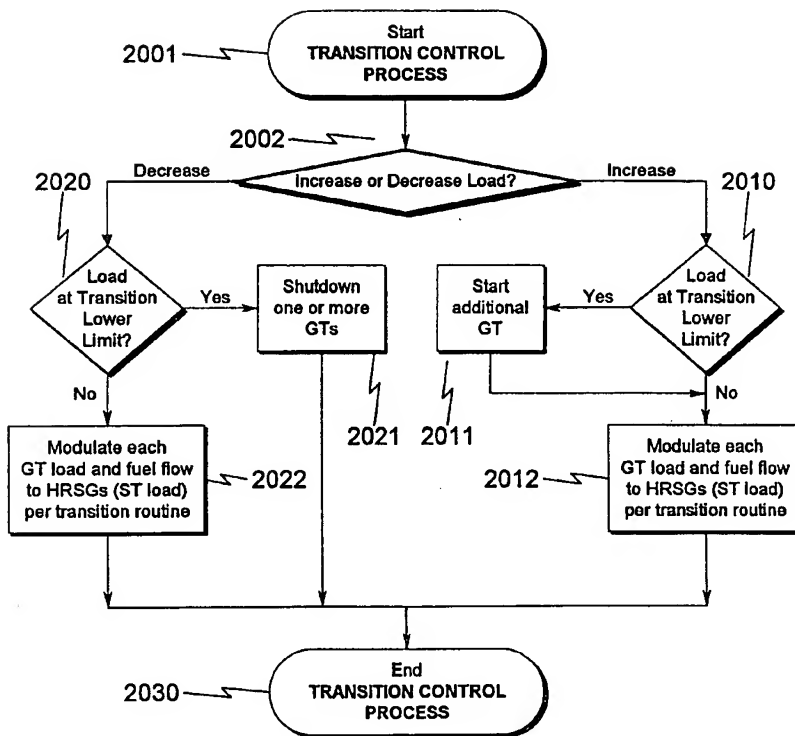 Start
TRANSITION CONTROL
PROCESS
2001
2002
Increase or Decrease Load?
Decrease
Increase
2020
2010
Load
at Transition
Lower
Limit?
Yes
Shutdown
one or more
GTs
Start
additional
GT
Yes
Load
at Transition
Lower
Limit?
No
2021
2011
No
Modulate each
GT load and fuel flow
to HRSGs (ST load)
per transition routine
2022
2012
Modulate each
GT load and fuel flow
to HRSGs (ST load)
per transition routine
End
TRANSITION CONTROL
PROCESS
2030